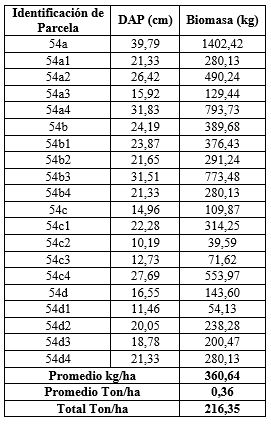 Identificación de Parcela DAP (cm) Biomasa (kg)
54a 39,79 1402,42
54a1 21,33 280,13
54a2 26,42 490,24
54a3 15,92 129,44
54a4 31,83 793,73
54b 24,19 389,68
54b1 23,87 376,43
54b2 21,65 291,24
54b3 31,51 773,48
54b4 21,33 280,13
54c 14,96 109,87
54c1 22,28 314,25
54c2 10,19 39,59
54c3 12,73 71,62
54c4 27,69 553,97
54d 16,55 143,60
54d1 11,46 54,13
54d2 20,05 238,28
54d3 18,78 200,47
54d4 21,33 280,13
Promedio kg/ha 360,64
Promedio Ton/ha 0,36
Total Ton/ha 216,35